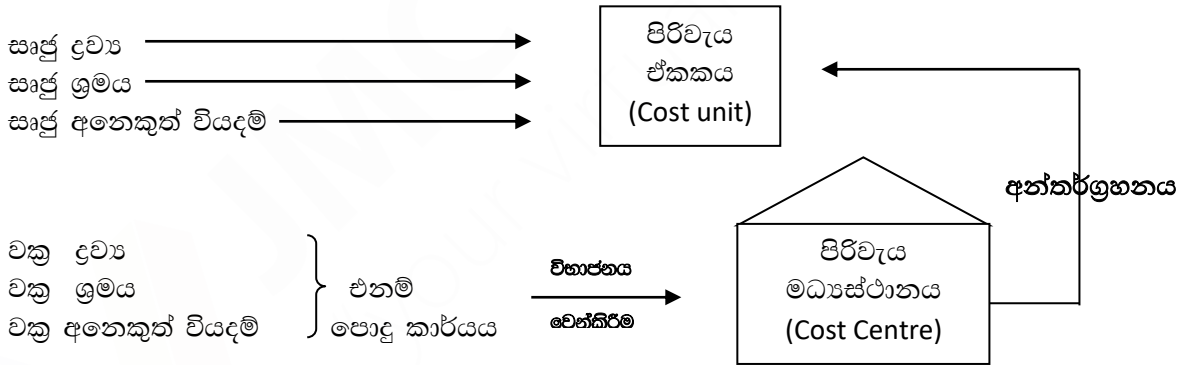 සෘජු ද්‍රව්‍ය
සෘජු ශ්‍රමය
සෘජු අනෙකුත් වියදම්
පිරිවැය
ඒකකය
(Cost unit)
අන්තර්ග්‍රහනය
වක්‍ර ද්‍රව්‍ය
වක්‍ර ශ්‍රමය
වක්‍ර අනෙකුත් වියදම්
එනම්
පොදු කාර්යය
විභාජනය
වෙන්කිරීම
පිරිවැය
මධ්‍යස්ථානය
(Cost Centre)